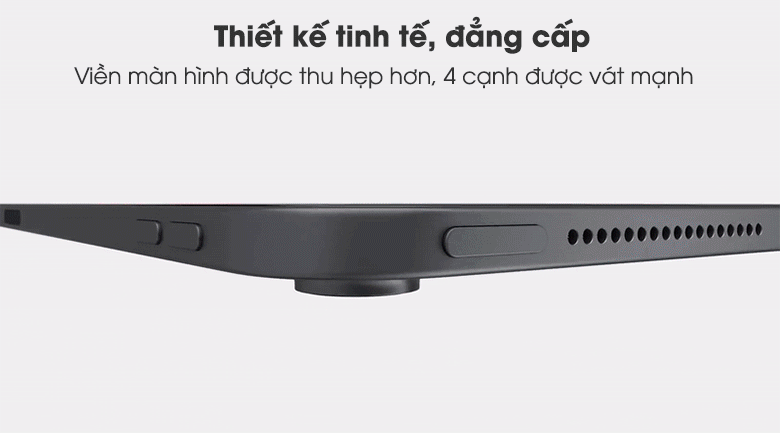 Thiết kế tinh tế, đẳng cấp
Viền màn hình được thu hẹp hơn, 4 cạnh được vát mạnh